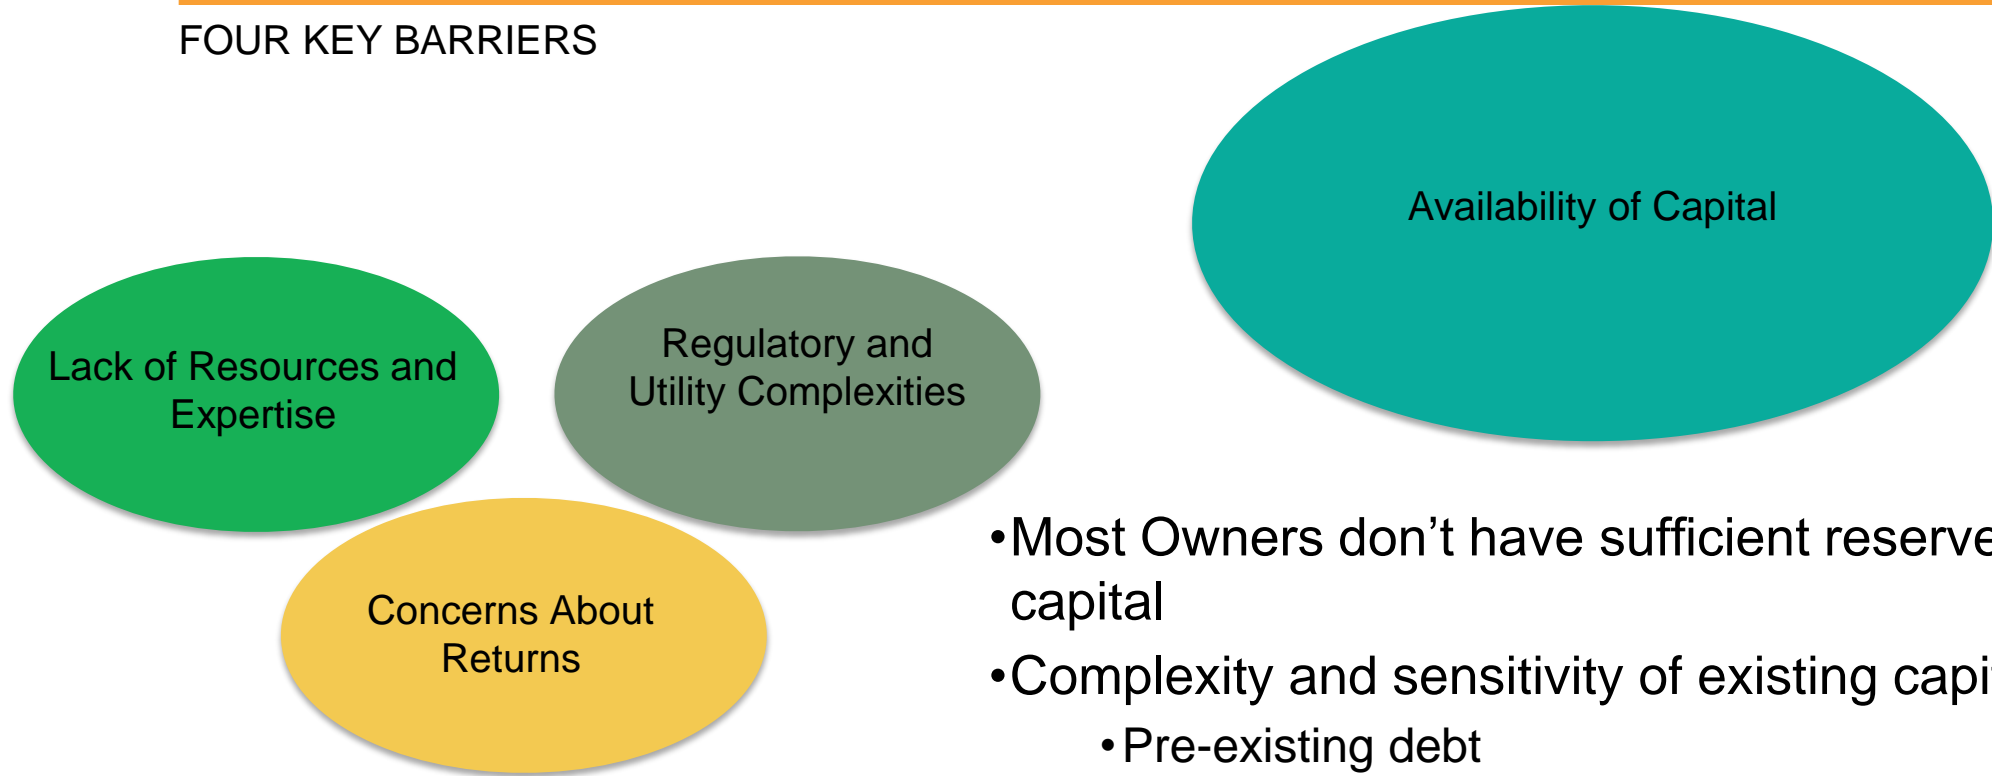 FOUR KEY BARRIERS
Availability of Capital
Lack of Resources and
Expertise
Regulatory and
Utility Complexities
Concerns About
Returns
•Most Owners don’t have sufficient reserve
capital
•Complexity and sensitivity of existing capi
•Pre-existing debt